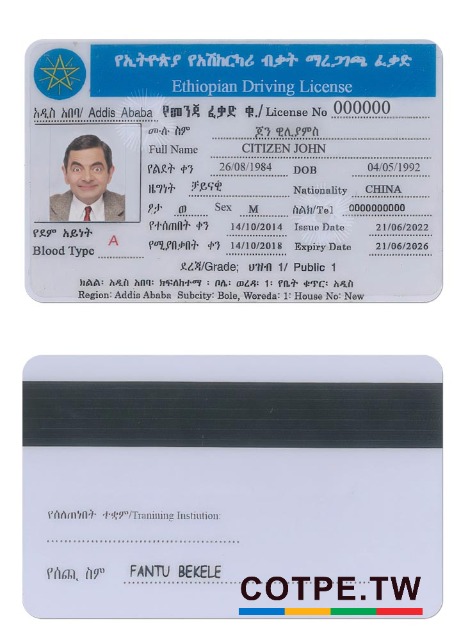 የኢትዮጵያ የአሽከርካሪ ብቃት ማረጋገጫ ፈቃድ
Ethiopian Driving License
አዲስ አበባ/ Addis Ababa የመንጃ ፈቃድ ቁ./ License No 000000
ሙሉ ስም ጆን ዊሊያምስ
Full Name CITIZEN JOHN
የልደት ቀን 26/08/1984 DOB 04/05/1992
ዜግነት ቻይናዊ Nationality CHINA
ፆታ ወ Sex M ስልክ/Tel 0000000000
የተሰጠበት ቀን 14/10/2014 Issue Date 21/06/2022
የሚያበቃበት ቀን 14/10/2018 Expiry Date 21/06/2026
የደም አይነት
Blood Type A
ደረጃ/Grade; ህዝብ 1/ Public 1
ክልል: አዲስ አበባ: ክፍለከተማ : ቦሌ: ወረዳ: 1: የቤት ቁጥር: አዲስ
Region: Addis Ababa Subcity: Bole, Woreda: 1: House No: New
የሰለጠነበት ተቋም/Tranining Instiution:
የሰጪ ስም FANTU BEKELE
COTPE.TW